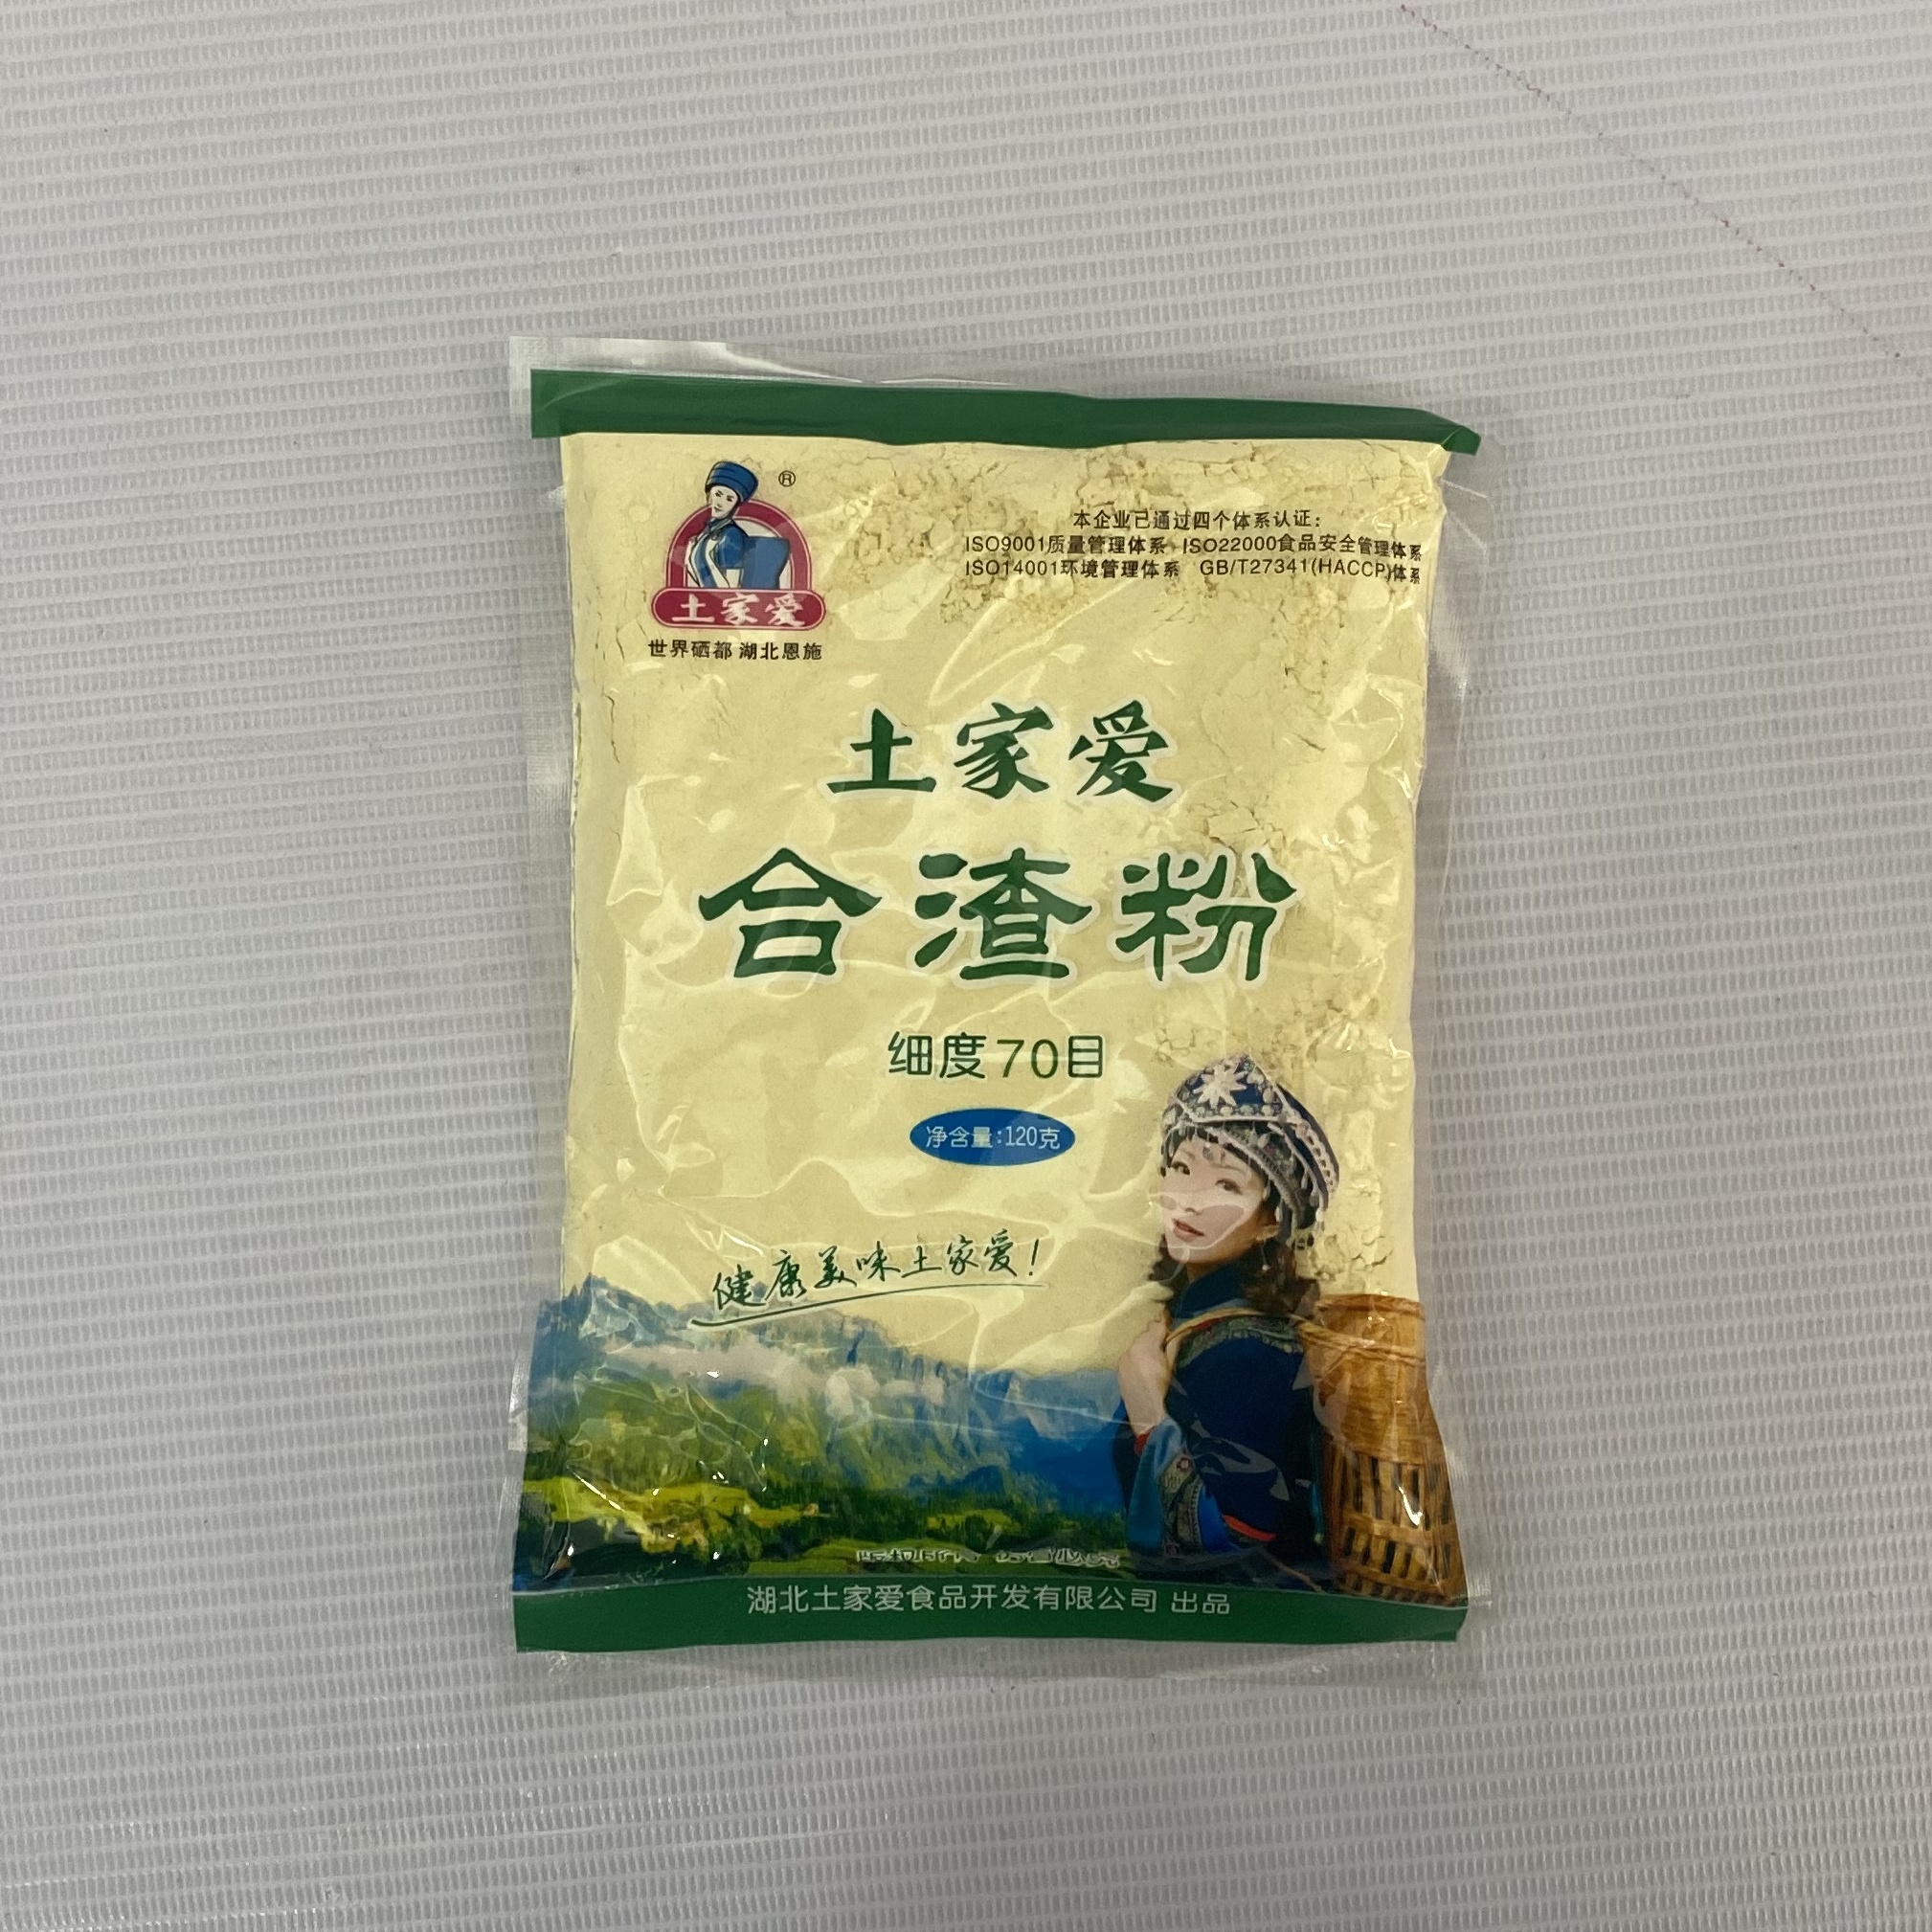 ®
土家爱
世界硒都 湖北恩施
本企业已通过四个体系认证:
ISO9001质量管理体系 ISO22000食品安全管理体系
ISO14001环境管理体系 GB/T27341(HACCP)体系
土家爱
合渣粉
细度70目
净含量:120克
健康美味土家爱!
湖北土家爱食品开发有限公司 出品